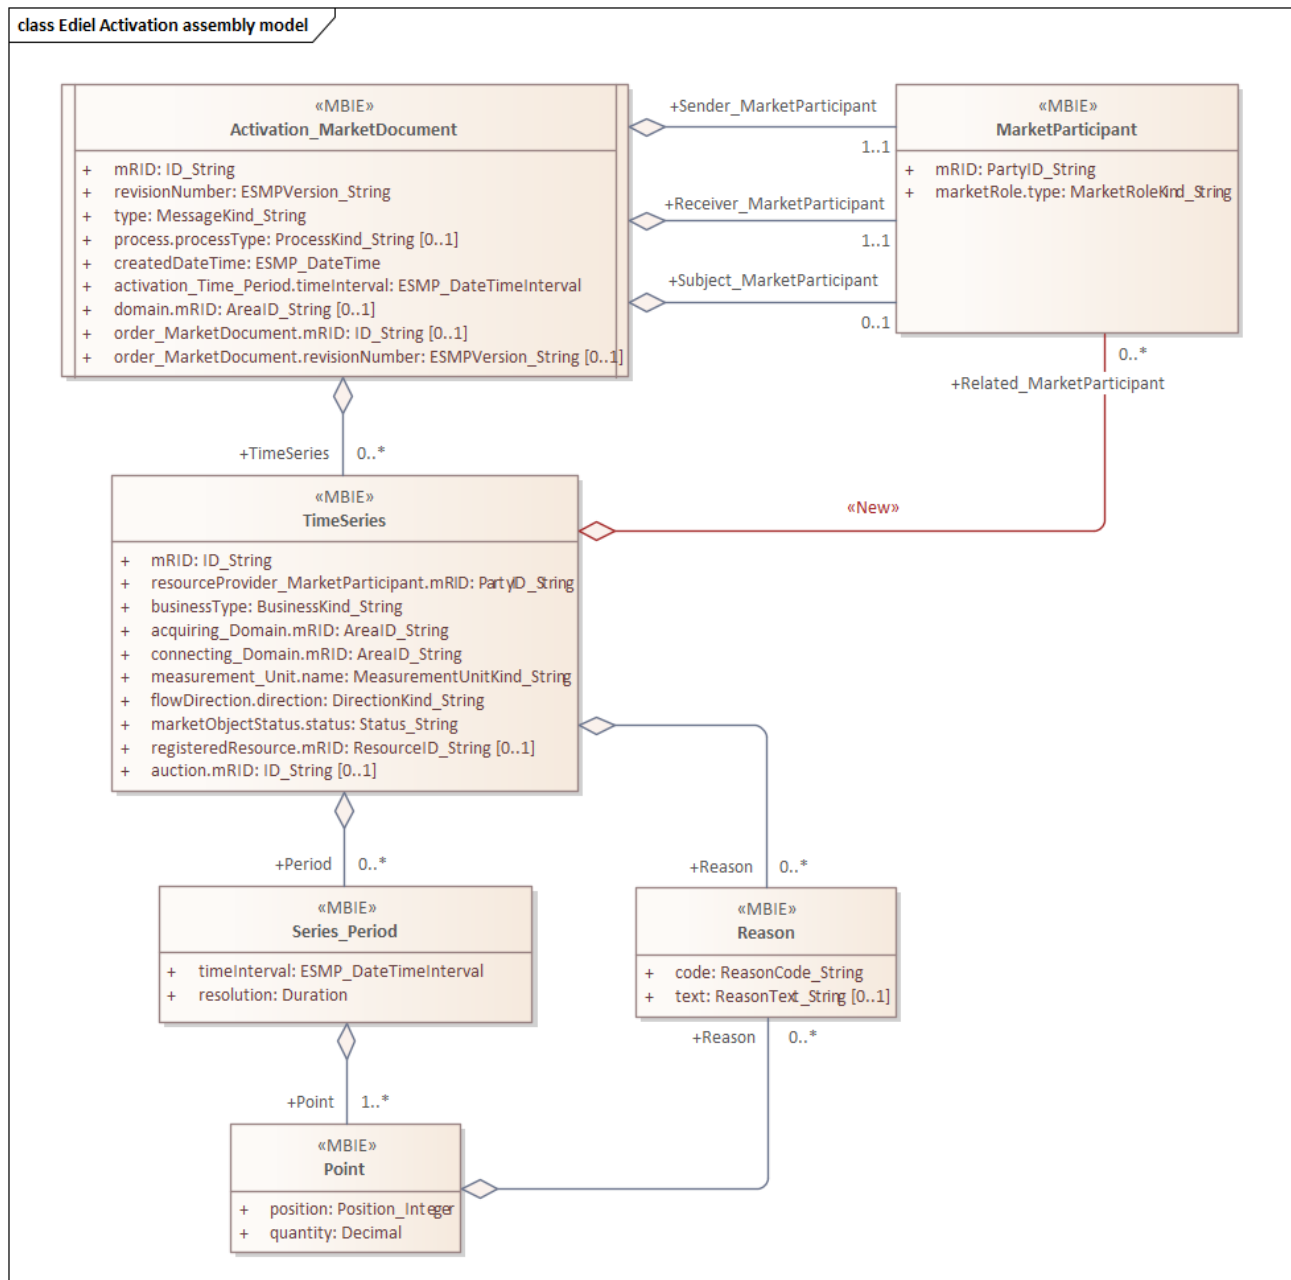 class Ediel Activation assembly model
«MBIE»
Activation_MarketDocument
+ mRID: ID_String
+ revisionNumber: ESMPVersion_String
+ type: MessageKind_String
+ process.processType: ProcessKind_String [0..1]
+ createdDateTime: ESMP_DateTime
+ activation_Time_Period.timeInterval: ESMP_DateTimeInterval
+ domain.mRID: AreaID_String [0..1]
+ order_MarketDocument.mRID: ID_String [0..1]
+ order_MarketDocument.revisionNumber: ESMPVersion_String [0..1]
+Sender_MarketParticipant
1..1
+Receiver_MarketParticipant
1..1
+Subject_MarketParticipant
0..1
«MBIE»
MarketParticipant
+ mRID: PartyID_String
+ marketRole.type: MarketRoleKind_String
0..*
+Related_MarketParticipant
«New»
+TimeSeries 0..*
«MBIE»
TimeSeries
+ mRID: ID_String
+ resourceProvider_MarketParticipant.mRID: PartyID_String
+ businessType: BusinessKind_String
+ acquiring_Domain.mRID: AreaID_String
+ connecting_Domain.mRID: AreaID_String
+ measurement_Unit.name: MeasurementUnitKind_String
+ flowDirection.direction: DirectionKind_String
+ marketObjectStatus.status: Status_String
+ registeredResource.mRID: ResourceID_String [0..1]
+ auction.mRID: ID_String [0..1]
+Period 0..*
+Reason 0..*
«MBIE»
Series_Period
+ timeInterval: ESMP_DateTimeInterval
+ resolution: Duration
«MBIE»
Reason
+ code: ReasonCode_String
+ text: ReasonText_String [0..1]
+Reason 0..*
+Point 1..*
«MBIE»
Point
+ position: Position_Integer
+ quantity: Decimal